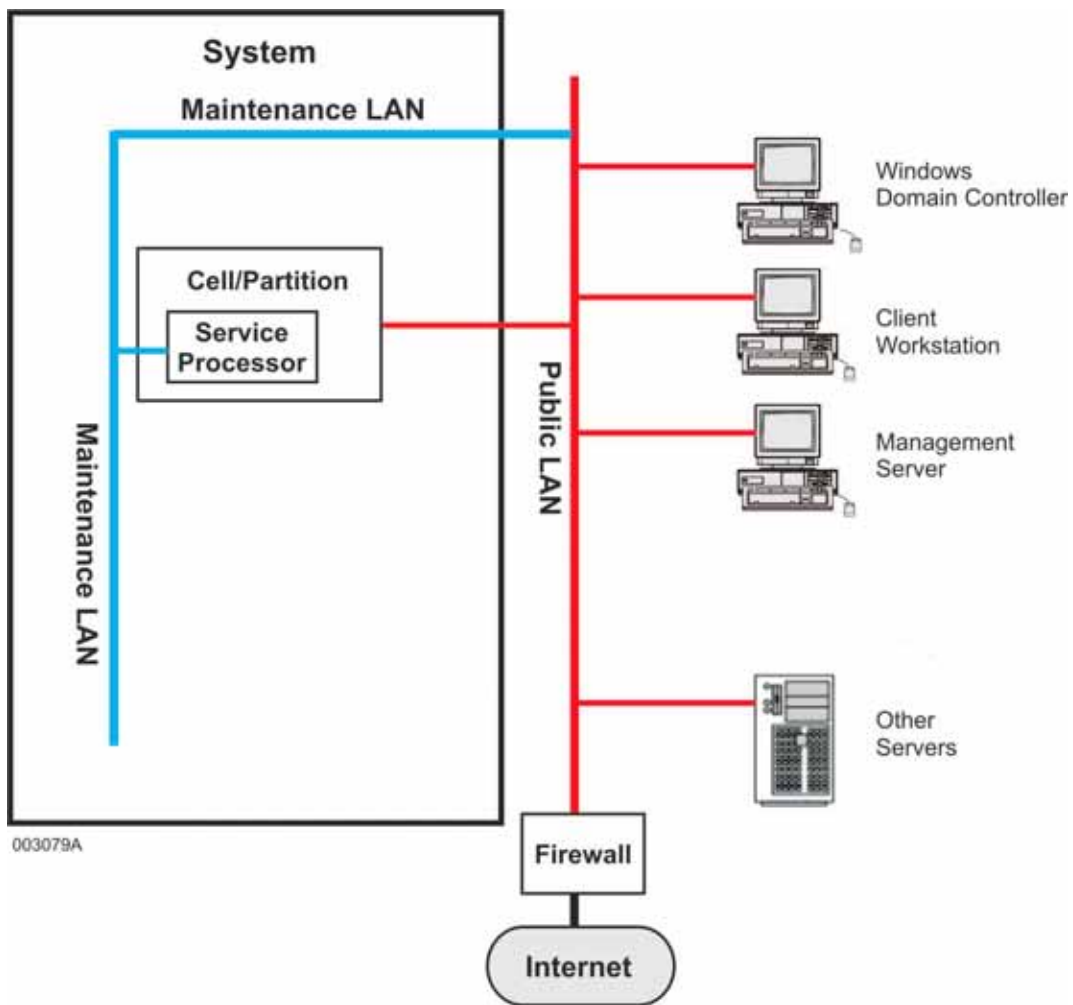 System
Maintenance LAN
Windows
Domain Controller
Cell/Partition
Service
Processor
Client
Workstation
Public LAN
Maintenance LAN
Management
Server
Other
Servers
003079A
Firewall
Internet